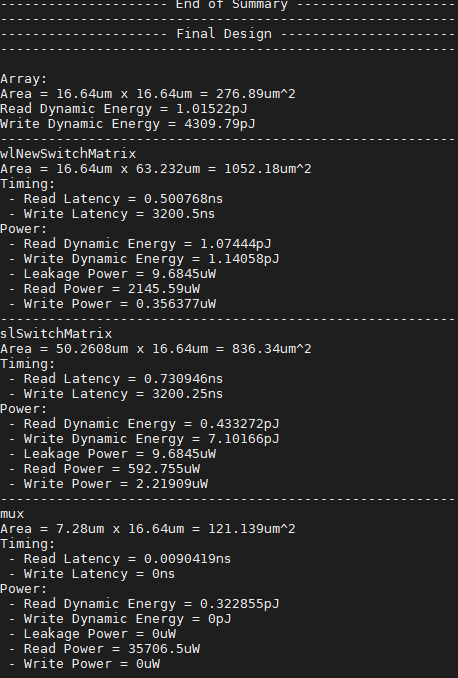 --------------------- End of Summary --------------------
---------------------------------------------------------
--------------------- Final Design ----------------------
---------------------------------------------------------
Array:
Area = 16.64um x 16.64um = 276.89um^2
Read Dynamic Energy = 1.01522pJ
Write Dynamic Energy = 4309.79pJ
---------------------------------------------------------
wlNewSwitchMatrix
Area = 16.64um x 63.232um = 1052.18um^2
Timing:
 - Read Latency = 0.500768ns
 - Write Latency = 3200.5ns
Power:
 - Read Dynamic Energy = 1.07444pJ
 - Write Dynamic Energy = 1.14058pJ
 - Leakage Power = 9.6845uW
 - Read Power = 2145.59uW
 - Write Power = 0.356377uW
---------------------------------------------------------
slSwitchMatrix
Area = 50.2608um x 16.64um = 836.34um^2
Timing:
 - Read Latency = 0.730946ns
 - Write Latency = 3200.25ns
Power:
 - Read Dynamic Energy = 0.433272pJ
 - Write Dynamic Energy = 7.10166pJ
 - Leakage Power = 9.6845uW
 - Read Power = 592.755uW
 - Write Power = 2.21909uW
---------------------------------------------------------
mux
Area = 7.28um x 16.64um = 121.139um^2
Timing:
 - Read Latency = 0.0090419ns
 - Write Latency = 0ns
Power:
 - Read Dynamic Energy = 0.322855pJ
 - Write Dynamic Energy = 0pJ
 - Leakage Power = 0uW
 - Read Power = 35706.5uW
 - Write Power = 0uW